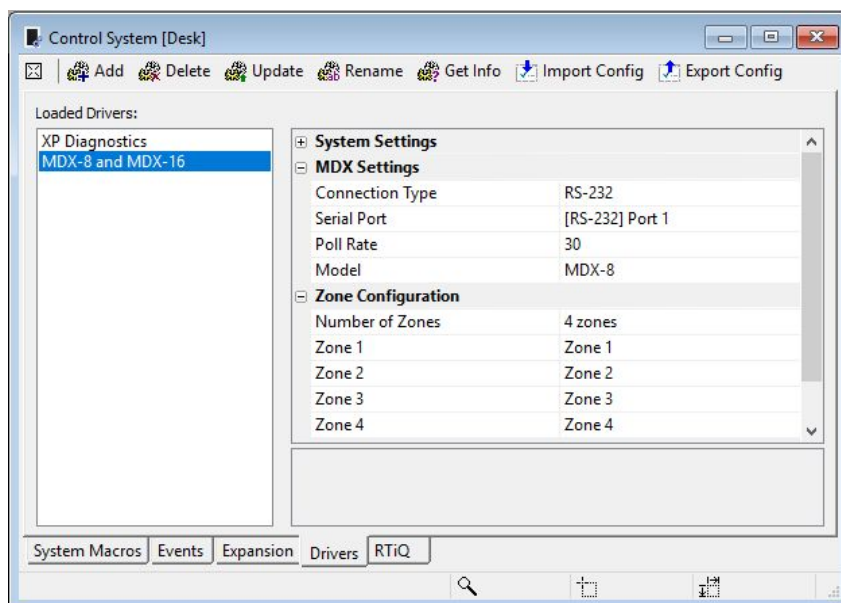 Control System [Desk]
Add Delete Update Rename Get Info Import Config Export Config
Loaded Drivers:
XP Diagnostics
MDX-8 and MDX-16
System Settings
MDX Settings
Connection Type RS-232
Serial Port [RS-232] Port 1
Poll Rate 30
Model MDX-8
Zone Configuration
Number of Zones 4 zones
Zone 1 Zone 1
Zone 2 Zone 2
Zone 3 Zone 3
Zone 4 Zone 4
System Macros Events Expansion Drivers RTiQ